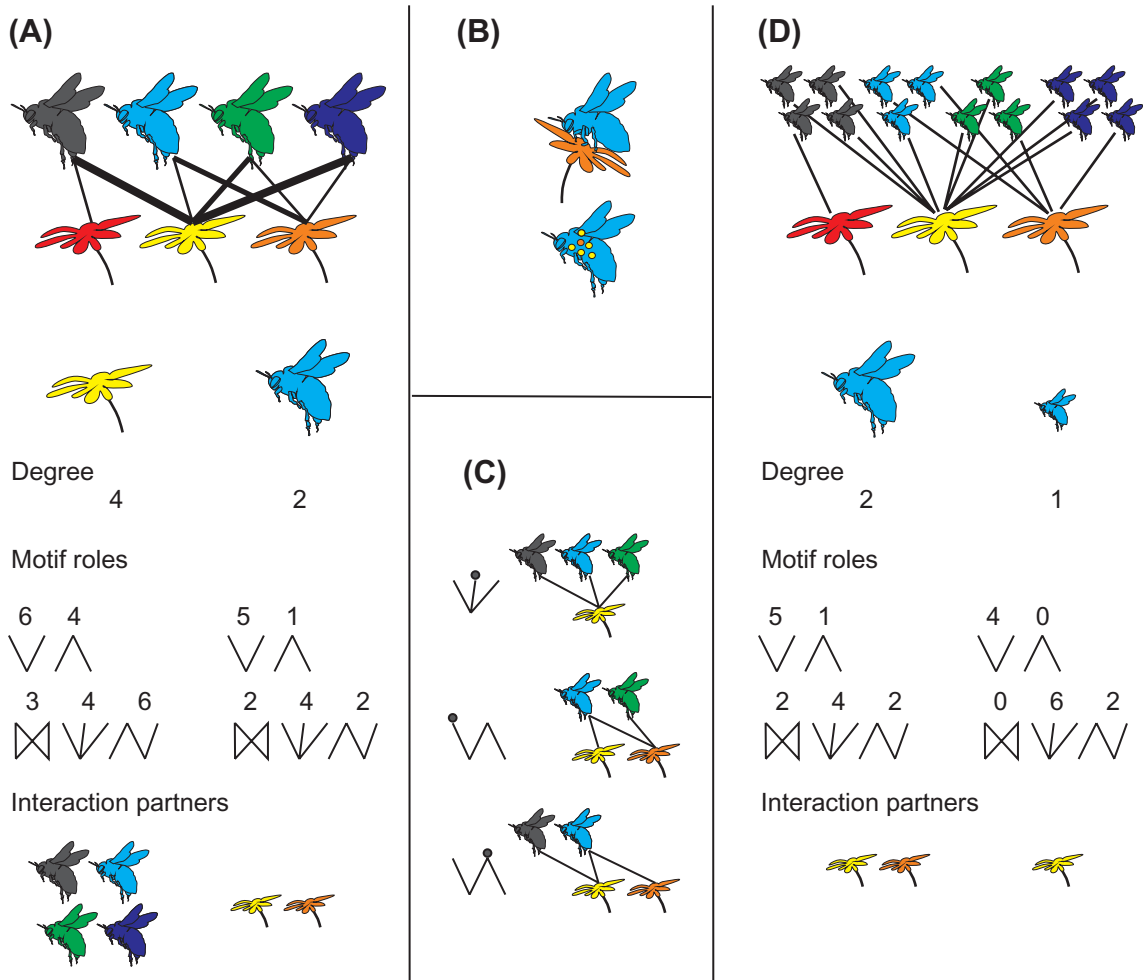 (A)
Degree
4 2
Motif roles
6 4 5 1
3 4 6 2 4 2
Interaction partners
(B)
(C)
(D)
Degree
2 1
Motif roles
5 1 4 0
2 4 2 0 6 2
Interaction partners